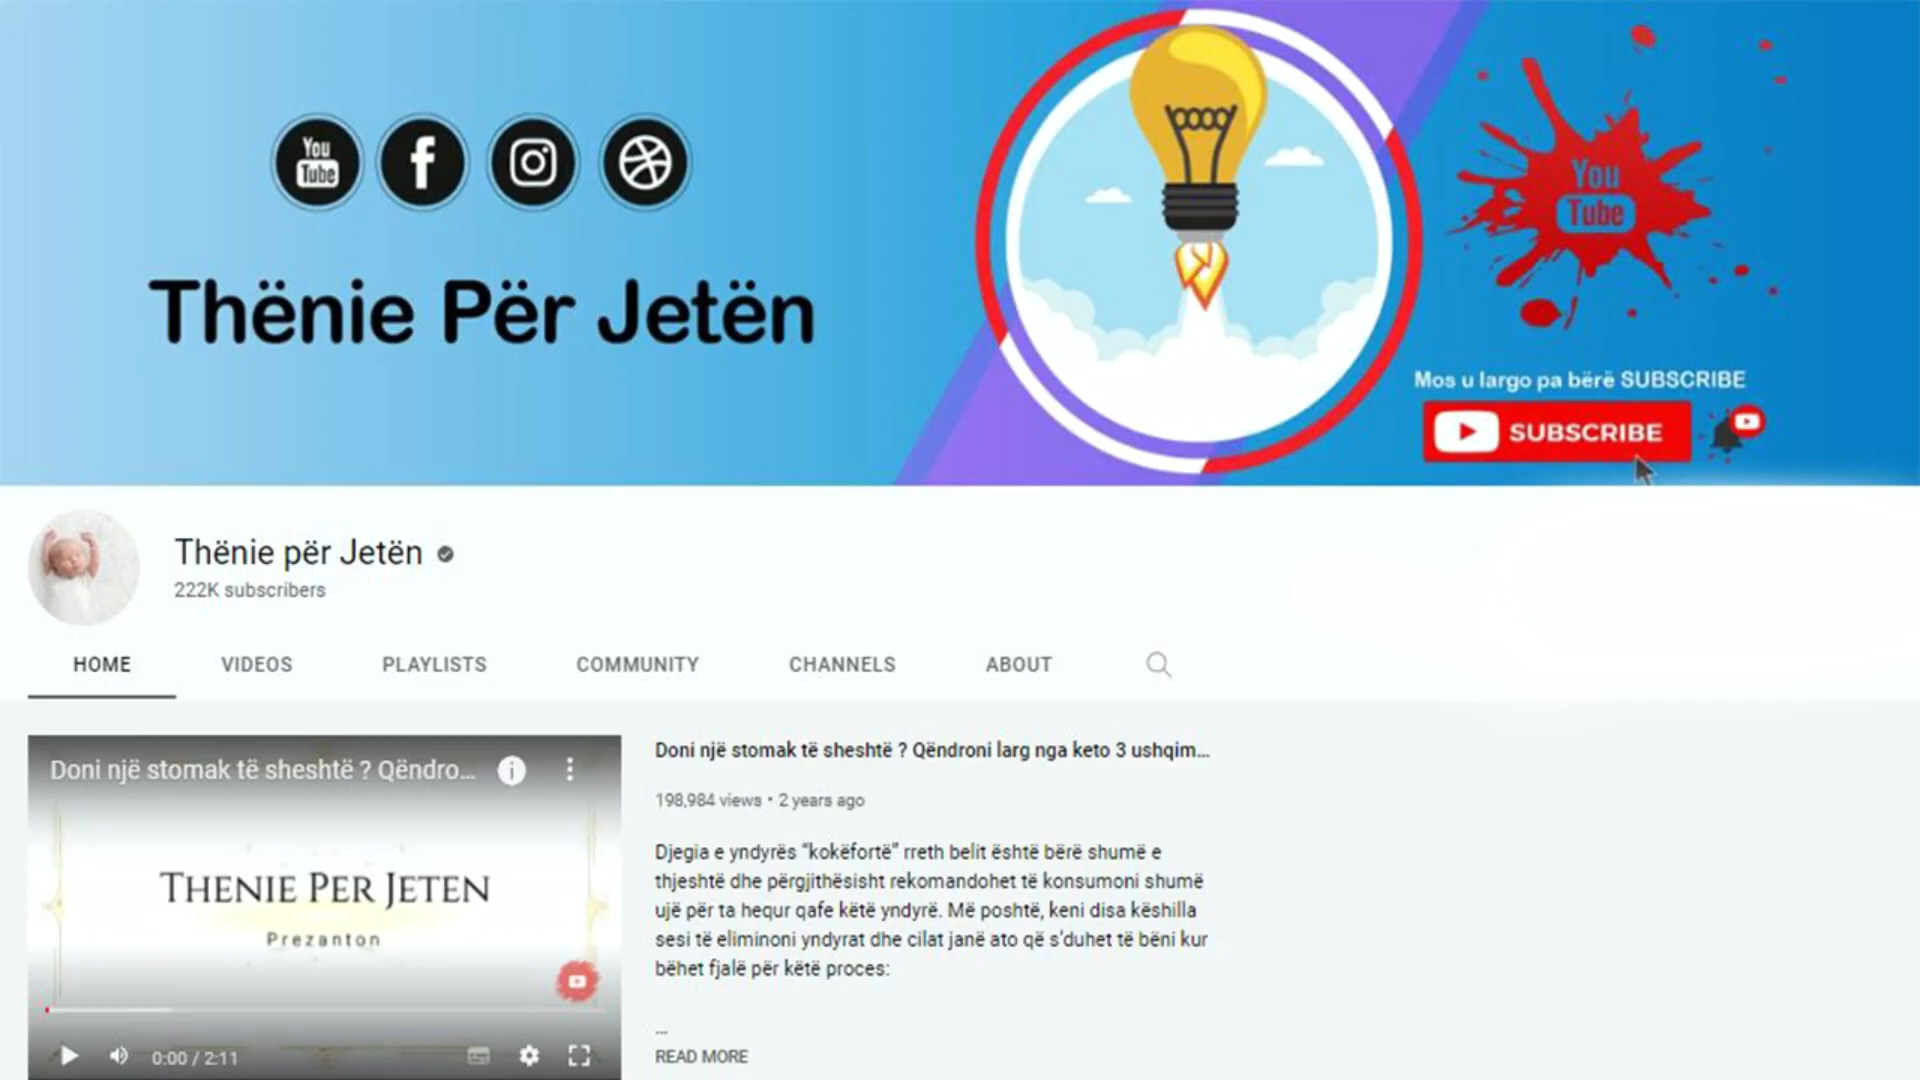 You
Tube
Thënie Për Jetën
You
Tube
Mos u largo pa bërë SUBSCRIBE
SUBSCRIBE
Thënie për Jetën
222K subscribers
HOME
VIDEOS
PLAYLISTS
COMMUNITY
CHANNELS
ABOUT
Doni një stomak të sheshtë ? Qëndro...
THENIE PER JETEN
Prezanton
0:00 / 2:11
Doni një stomak të sheshtë ? Qëndroni larg nga keto 3 ushqim...
198,984 views • 2 years ago
Djegia e yndyrës “kokëfortë” rreth belit është bërë shumë e
thjeshtë dhe përgjithësisht rekomandohet të konsumoni shumë
ujë për ta hequr qafe këtë yndyrë. Më poshtë, keni disa këshilla
sesi të eliminoni yndyrat dhe cilat janë ato që s'duhet të bëni kur
bëhet fjalë për këtë proces:
...
READ MORE